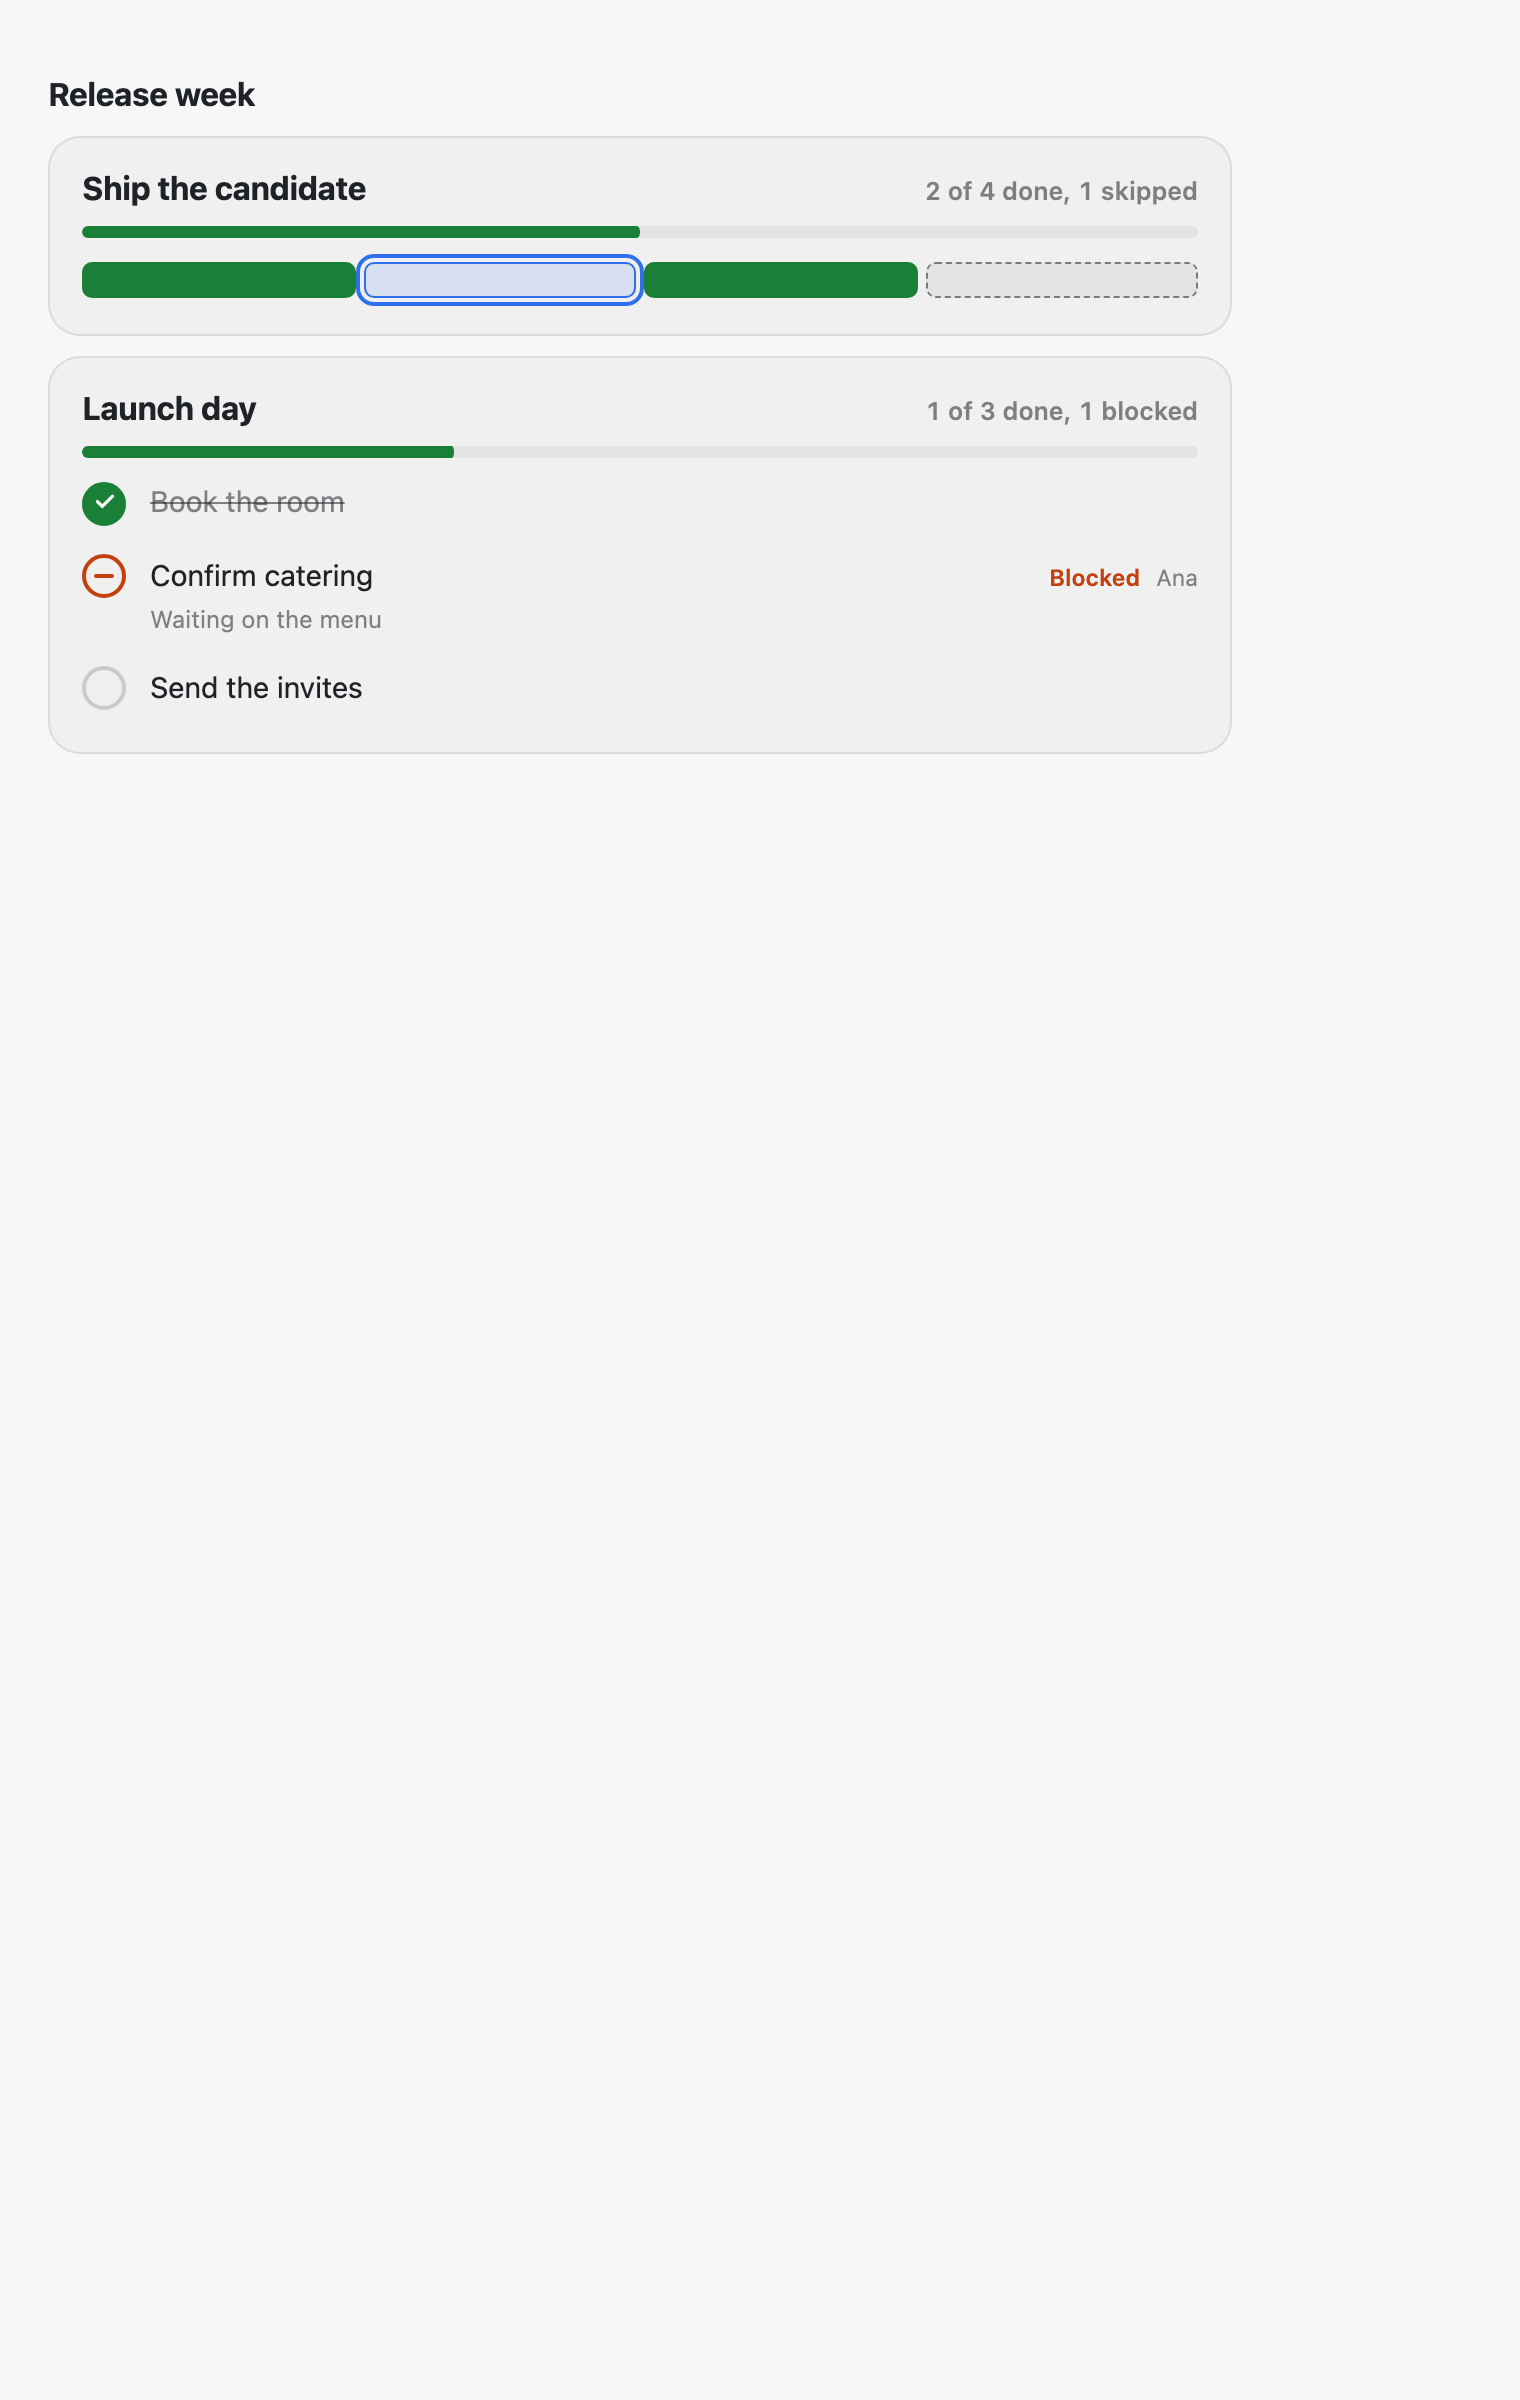 Release week
Ship the candidate
2 of 4 done, 1 skipped
Launch day
1 of 3 done, 1 blocked
Book the room
Confirm catering
Blocked Ana
Waiting on the menu
Send the invites